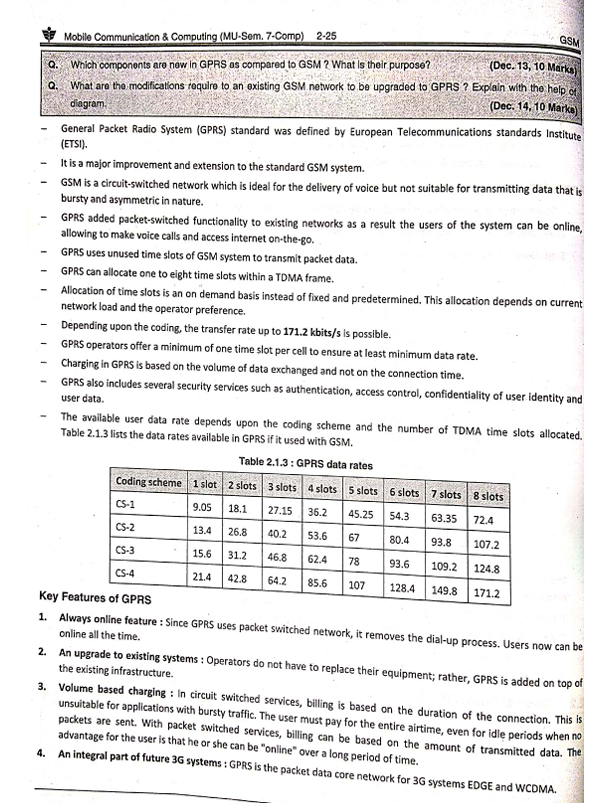 Mobile Communication & Computing (MU-Sem. 7-Comp) 2-25 GSM
Q. Which components are new in GPRS as compared to GSM ? What is their purpose? (Dec. 13, 10 Marks)
Q. What are the modifications require to an existing GSM network to be upgraded to GPRS ? Explain with the help of
diagram. (Dec. 14, 10 Marks)
– General Packet Radio System (GPRS) standard was defined by European Telecommunications standards Institute
(ETSI).
– It is a major improvement and extension to the standard GSM system.
– GSM is a circuit-switched network which is ideal for the delivery of voice but not suitable for transmitting data that is
bursty and asymmetric in nature.
– GPRS added packet-switched functionality to existing networks as a result the users of the system can be online,
allowing to make voice calls and access internet on-the-go.
– GPRS uses unused time slots of GSM system to transmit packet data.
– GPRS can allocate one to eight time slots within a TDMA frame.
– Allocation of time slots is an on demand basis instead of fixed and predetermined. This allocation depends on current
network load and the operator preference.
– Depending upon the coding, the transfer rate up to 171.2 kbits/s is possible.
– GPRS operators offer a minimum of one time slot per cell to ensure at least minimum data rate.
– Charging in GPRS is based on the volume of data exchanged and not on the connection time.
– GPRS also includes several security services such as authentication, access control, confidentiality of user identity and
user data.
– The available user data rate depends upon the coding scheme and the number of TDMA time slots allocated.
Table 2.1.3 lists the data rates available in GPRS if it used with GSM.
Table 2.1.3 : GPRS data rates
Coding scheme 1 slot 2 slots 3 slots 4 slots 5 slots 6 slots 7 slots 8 slots
CS-1 9.05 18.1 27.15 36.2 45.25 54.3 63.35 72.4
CS-2 13.4 26.8 40.2 53.6 67 80.4 93.8 107.2
CS-3 15.6 31.2 46.8 62.4 78 93.6 109.2 124.8
CS-4 21.4 42.8 64.2 85.6 107 128.4 149.8 171.2
Key Features of GPRS
1. Always online feature : Since GPRS uses packet switched network, it removes the dial-up process. Users now can be
online all the time.
2. An upgrade to existing systems : Operators do not have to replace their equipment; rather, GPRS is added on top of
the existing infrastructure.
3. Volume based charging : In circuit switched services, billing is based on the duration of the connection. This is
unsuitable for applications with bursty traffic. The user must pay for the entire airtime, even for idle periods when no
packets are sent. With packet switched services, billing can be based on the amount of transmitted data. The
advantage for the user is that he or she can be "online" over a long period of time.
4. An integral part of future 3G systems : GPRS is the packet data core network for 3G systems EDGE and WCDMA.